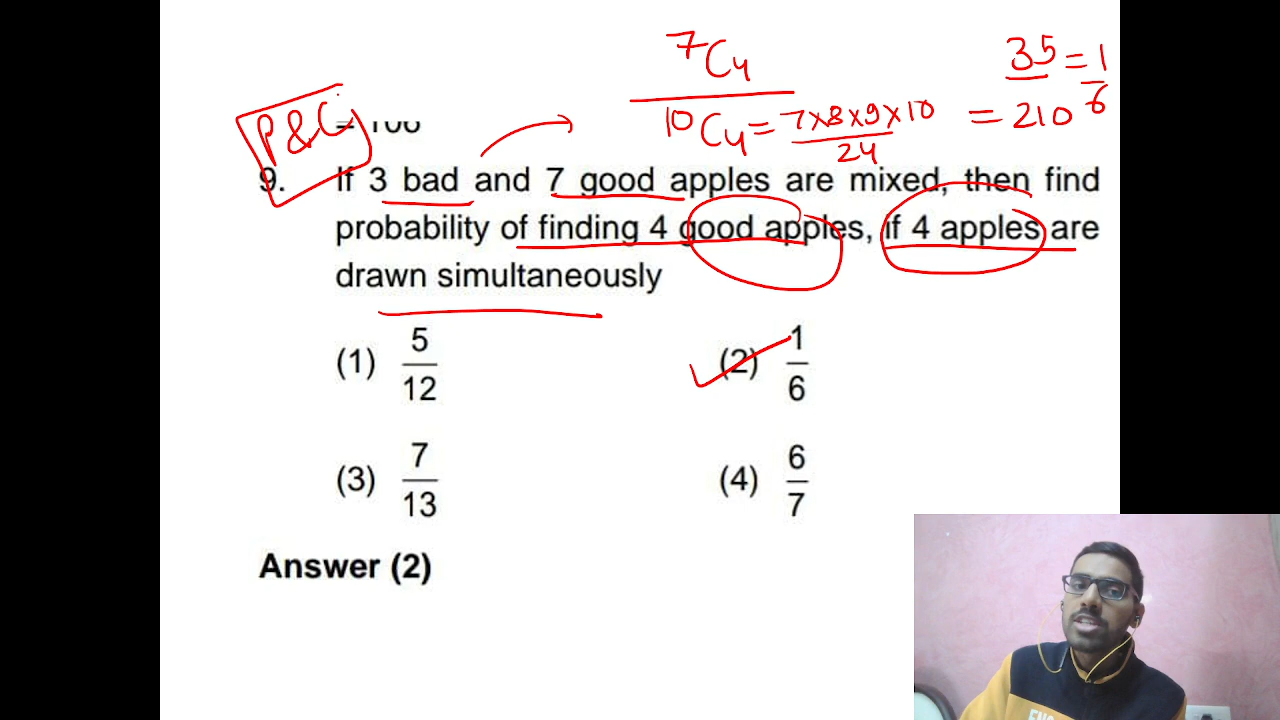 ⁷C₄
35 = 1
P&C
= 100
¹⁰C₄ = 7×8×9×10
24
= 210
6
9. If 3 bad and 7 good apples are mixed, then find
probability of finding 4 good apples, if 4 apples are
drawn simultaneously
(1) 5/12 (2) 1/6
(3) 7/13 (4) 6/7
Answer (2)